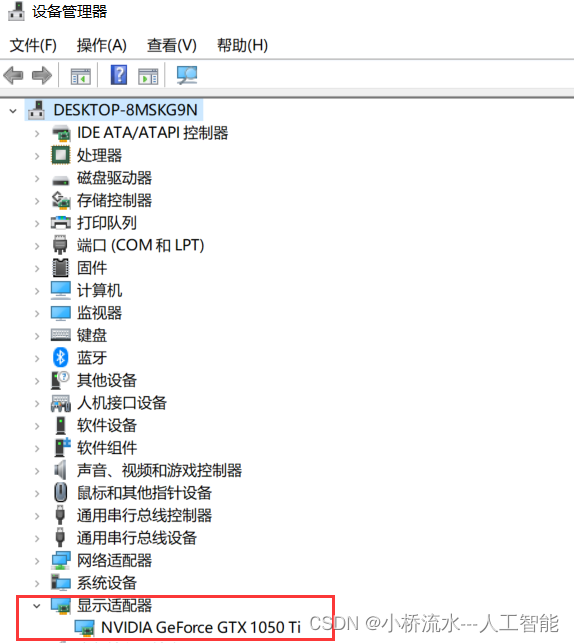 设备管理器
文件(F) 操作(A) 查看(V) 帮助(H)
DESKTOP-8MSKG9N
IDE ATA/ATAPI 控制器
处理器
磁盘驱动器
存储控制器
打印队列
端口 (COM 和 LPT)
固件
计算机
监视器
键盘
蓝牙
其他设备
人机接口设备
软件设备
软件组件
声音、视频和游戏控制器
鼠标和其他指针设备
通用串行总线控制器
通用串行总线设备
网络适配器
系统设备
显示适配器
NVIDIA GeForce GTX 1050 Ti
CSDN @小桥流水---人工智能